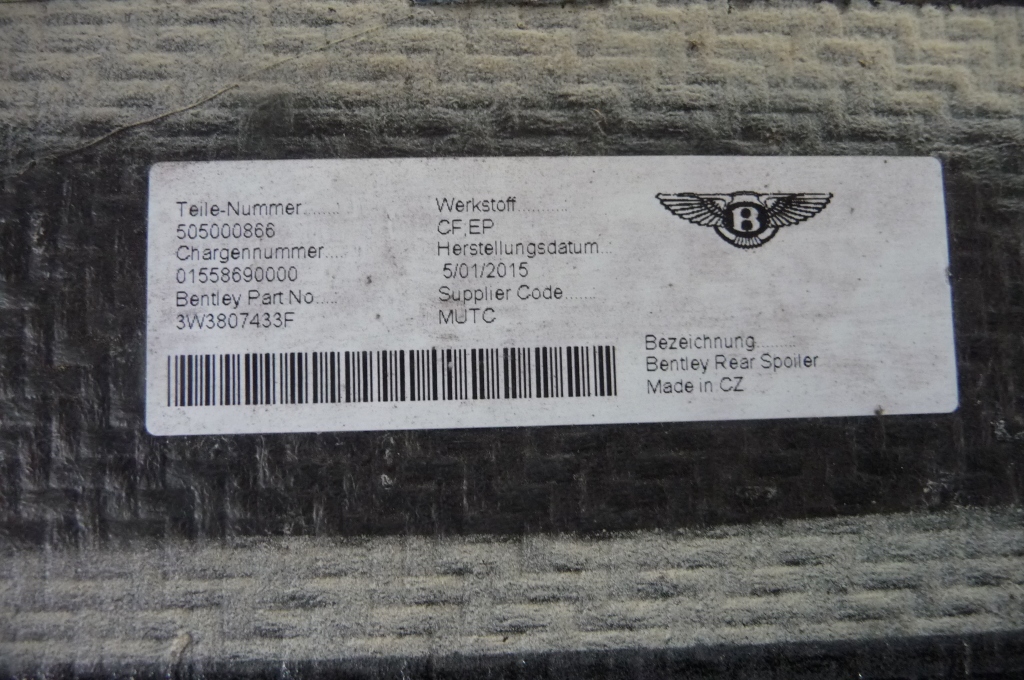 Teile-Nummer........
505000866
Chargennummer....
01558690000
Bentley Part No....:
3W3807433F
Werkstoff...........
CF,EP
Herstellungsdatum...
5/01/2015
Supplier Code.......
MUTC
B
Bezeichnung.........
Bentley Rear Spoiler
Made in CZ